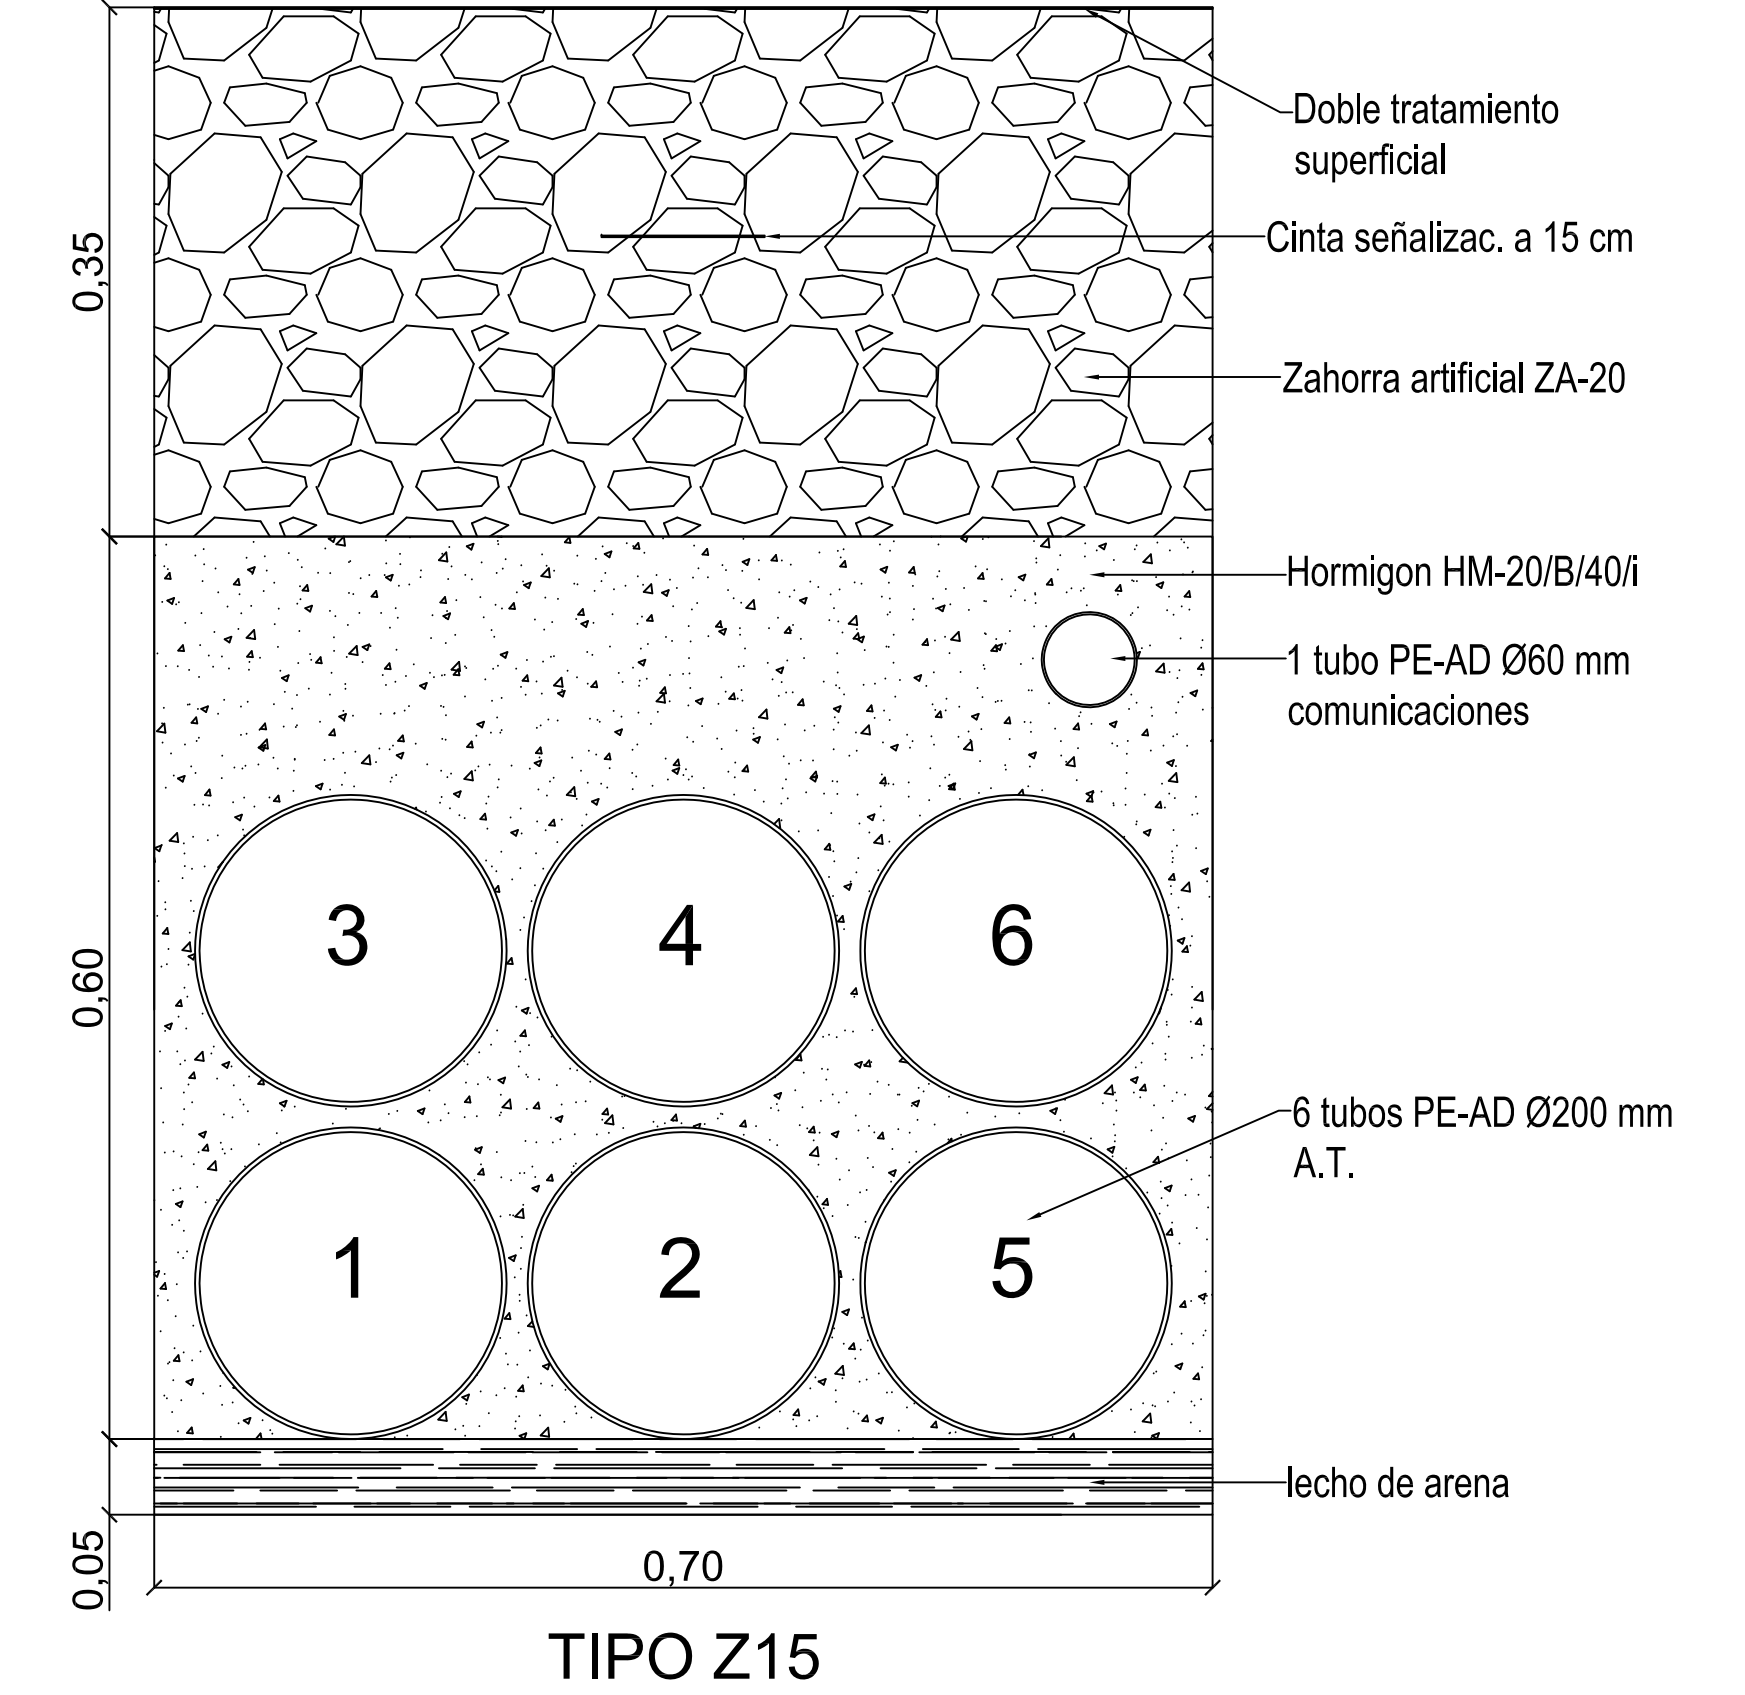 Doble tratamiento
superficial
Cinta señalizac. a 15 cm
0,35
Zahorra artificial ZA-20
Hormigon HM-20/B/40/i
1 tubo PE-AD Ø60 mm
comunicaciones
3 4 6
0,60
6 tubos PE-AD Ø200 mm
A.T.
1 2 5
lecho de arena
0,05
0,70
TIPO Z15